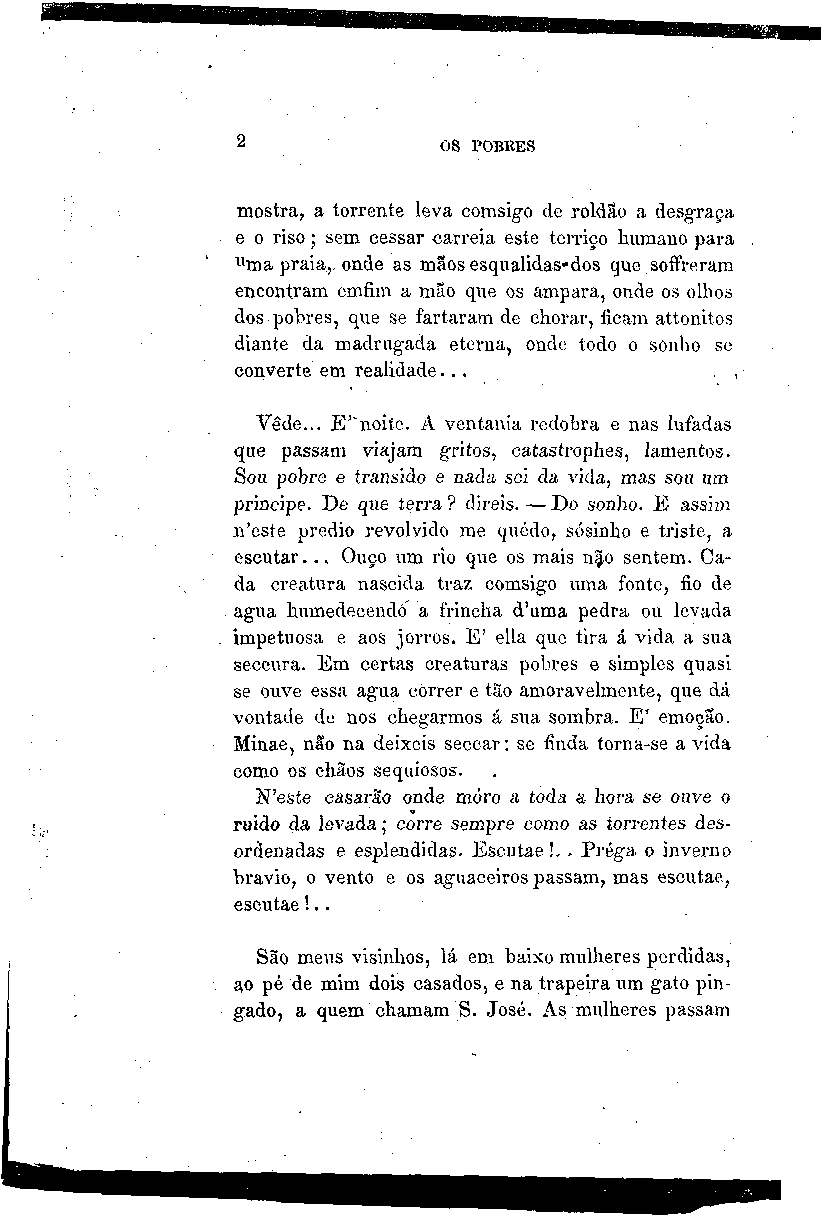 2
OS POBRES
mostra, a torrente leva comsigo de roldão a desgraça
e o riso; sem cessar carreia este terriço humano para
uma praia, onde as mãos esqualidas dos que soffreram
encontram emfim a mão que os ampara, onde os olhos
dos pobres, que se fartaram de chorar, ficam attonitos
diante da madrugada eterna, onde todo o sonho se
converte em realidade...
Vêde... E' noite. A ventania redobra e nas lufadas
que passam viajam gritos, catastrophes, lamentos.
Sou pobre e transido e nada sei da vida, mas sou um
principe. De que terra? direis. — Do sonho. E assim
n'este predio revolvido me quédo, sósinho e triste, a
escutar... Ouço um rio que os mais não sentem. Ca-
da creatura nascida traz comsigo uma fonte, fio de
agua humedecendo a frincha d'uma pedra ou levada
impetuosa e aos jorros. E' ella que tira á vida a sua
seccura. Em certas creaturas pobres e simples quasi
se ouve essa agua correr e tão amoravelmente, que dá
vontade de nos chegarmos á sua sombra. E' emoção.
Minae, não na deixeis seccar: se finda torna-se a vida
como os chãos sequiosos.
N'este casarão onde móro a toda a hora se ouve o
ruido da levada; côrre sempre como as torrentes des-
ordenadas e esplendidas. Escutae!.. Préga o inverno
bravio, o vento e os aguaceiros passam, mas escutae,
escutae!..
São meus visinhos, lá em baixo mulheres perdidas,
ao pé de mim dois casados, e na trapeira um gato pin-
gado, a quem chamam S. José. As mulheres passam